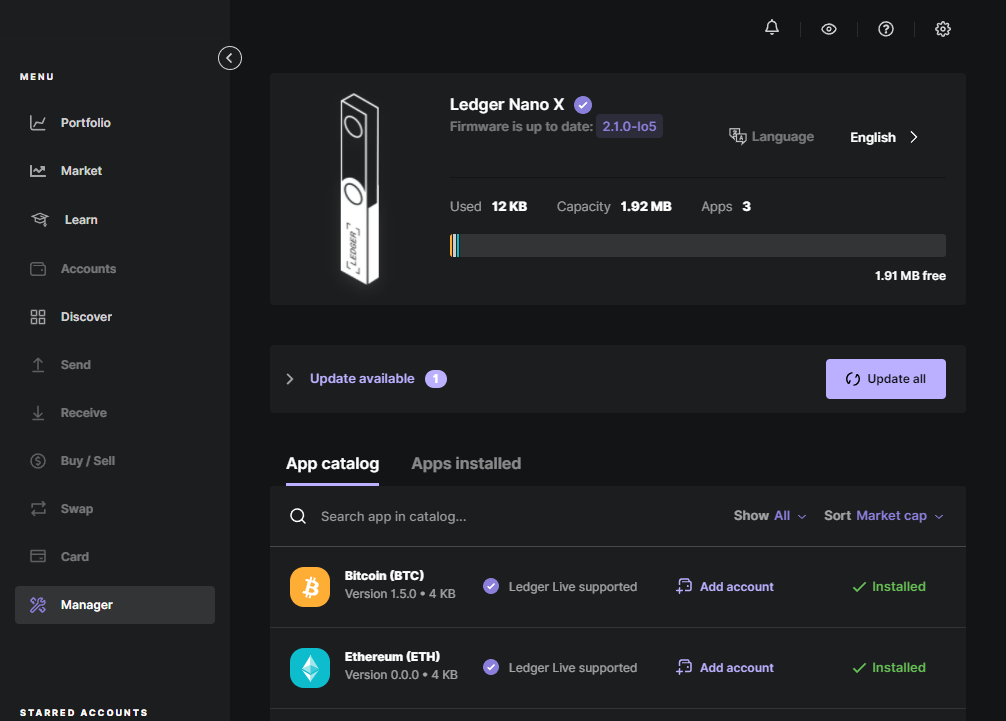 MENU
Portfolio
Market
Learn
Accounts
Discover
Send
Receive
Buy / Sell
Swap
Card
Manager
STARRED ACCOUNTS
LEDGER
Ledger Nano X
Firmware is up to date: 2.1.0-lo5
Language English
Used 12 KB Capacity 1.92 MB Apps 3
1.91 MB free
Update available 1 Update all
App catalog Apps installed
Search app in catalog... Show All Sort Market cap
Bitcoin (BTC)
Version 1.5.0 • 4 KB Ledger Live supported Add account Installed
Ethereum (ETH)
Version 0.0.0 • 4 KB Ledger Live supported Add account Installed